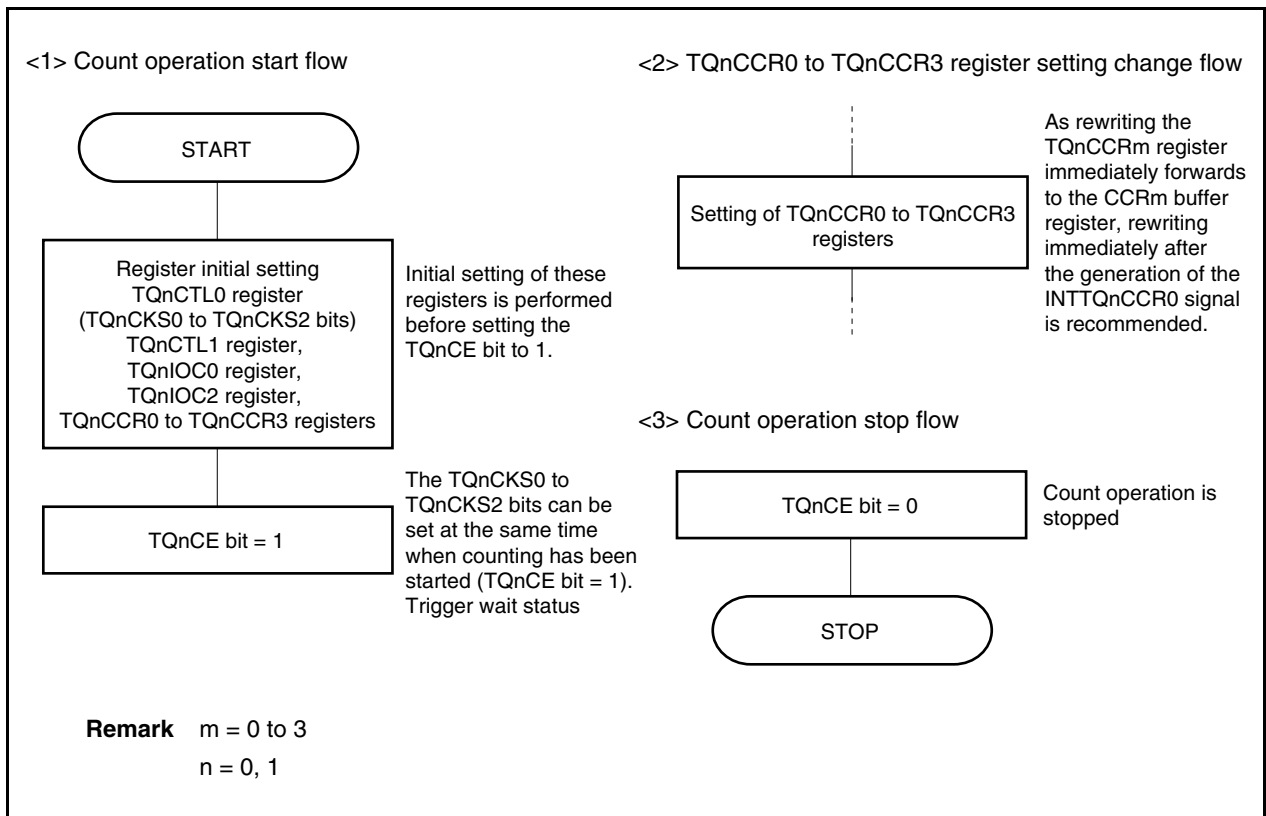 <1> Count operation start flow
START
Register initial setting
TQnCTL0 register
(TQnCKS0 to TQnCKS2 bits)
TQnCTL1 register,
TQnIOC0 register,
TQnIOC2 register,
TQnCCR0 to TQnCCR3 registers
Initial setting of these
registers is performed
before setting the
TQnCE bit to 1.
TQnCE bit = 1
The TQnCKS0 to
TQnCKS2 bits can be
set at the same time
when counting has been
started (TQnCE bit = 1).
Trigger wait status
<2> TQnCCR0 to TQnCCR3 register setting change flow
Setting of TQnCCR0 to TQnCCR3
registers
As rewriting the
TQnCCRm register
immediately forwards
to the CCRm buffer
register, rewriting
immediately after
the generation of the
INTTQnCCR0 signal
is recommended.
<3> Count operation stop flow
TQnCE bit = 0
Count operation is
stopped
STOP
Remark m = 0 to 3
n = 0, 1